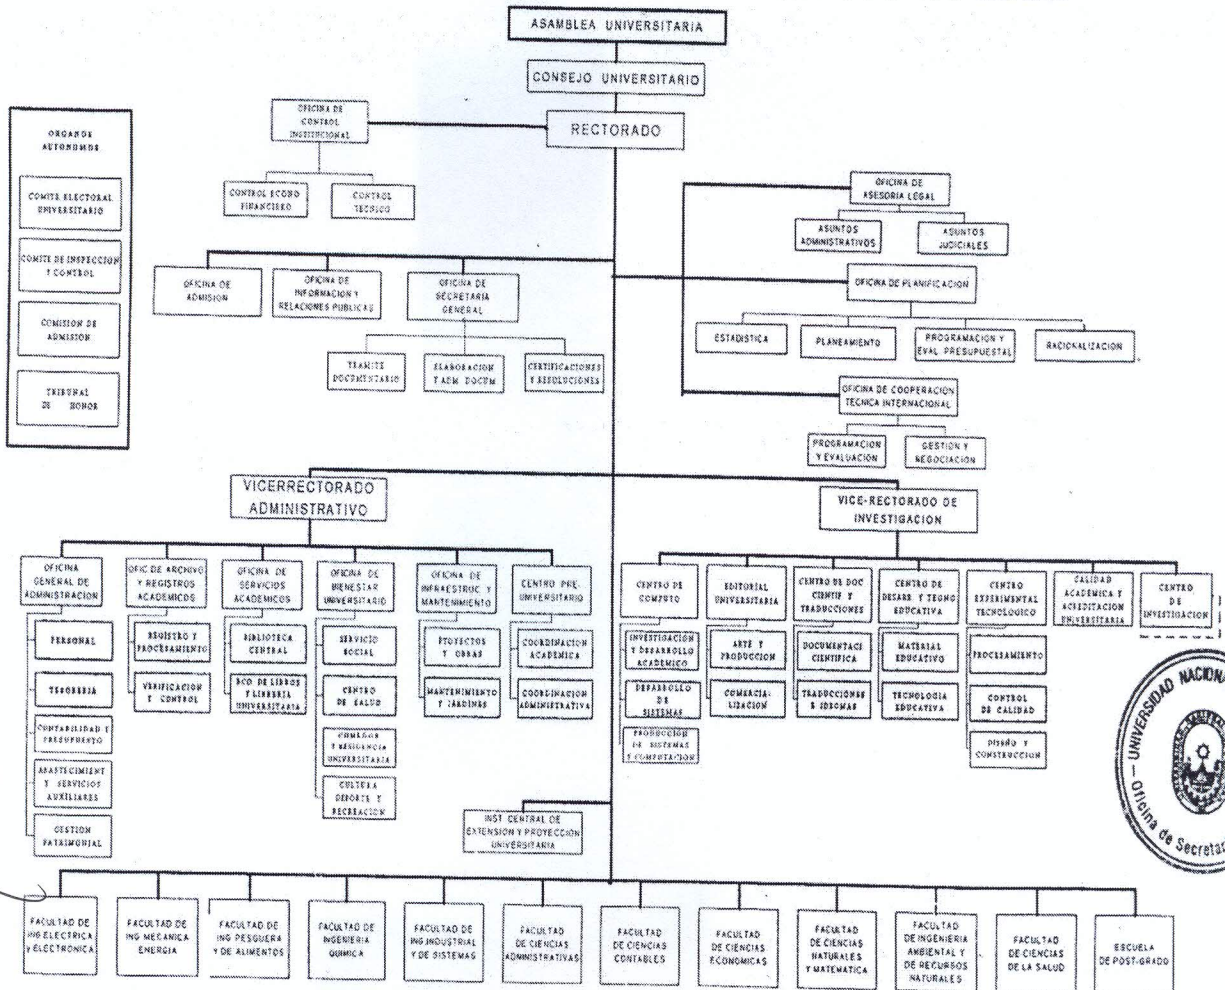 ASAMBLEA UNIVERSITARIA
CONSEJO UNIVERSITARIO
RECTORADO
OFICINA DE
CONTROL
INSTITUCIONAL
CONTROL ECONO
FINANCIERO
CONTROL
TECNICO
ORGANOS
AUTONOMOS
COMITE ELECTORAL
UNIVERSITARIO
COMITE DE INSPECCION
Y CONTROL
COMISION DE
ADMISION
TRIBUNAL
DE HONOR
OFICINA DE
ASESORIA LEGAL
ASUNTOS
ADMINISTRATIVOS
ASUNTOS
JUDICIALES
OFICINA DE
ADMISION
OFICINA DE
INFORMACION Y
RELACIONES PUBLICAS
OFICINA DE
SECRETARIA
GENERAL
TRAMITE
DOCUMENTARIO
ELABORACION
Y ADM DOCUM
CERTIFICACIONES
Y RESOLUCIONES
OFICINA DE PLANIFICACION
ESTADISTICA
PLANEAMIENTO
PROGRAMACION Y
EVAL PRESUPUESTAL
RACIONALIZACION
OFICINA DE COOPERACION
TECNICA INTERNACIONAL
PROGRAMACION
Y EVALUACION
GESTION Y
NEGOCIACION
VICERRECTORADO
ADMINISTRATIVO
VICE-RECTORADO DE
INVESTIGACION
OFICINA
GENERAL DE
ADMINISTRACION
PERSONAL
TESORERIA
CONTABILIDAD Y
PRESUPUESTO
ABASTECIMIENT
Y SERVICIOS
AUXILIARES
GESTION
PATRIMONIAL
OFIC DE ARCHIVO
Y REGISTROS
ACADEMICOS
REGISTRO Y
PROCESAMIENTO
VERIFICACION
Y CONTROL
OFICINA DE
SERVICIOS
ACADEMICOS
BIBLIOTECA
CENTRAL
BCO DE LIBROS
Y LIBRERIA
UNIVERSITARIA
OFICINA DE
BIENESTAR
UNIVERSITARIO
SERVICIO
SOCIAL
CENTRO
DE SALUD
COMEDOR
Y RESIDENCIA
UNIVERSITARIA
CULTURA
DEPORTE Y
RECREACION
OFICINA DE
INFRAESTRUC Y
MANTENIMIENTO
PROYECTOS
Y OBRAS
MANTENIMIENTO
Y JARDINES
CENTRO PRE-
UNIVERSITARIO
COORDINACION
ACADEMICA
COORDINACION
ADMINISTRATIVA
CENTRO DE
COMPUTO
INVESTIGACION
Y DESARROLLO
ACADEMICO
DESARROLLO
DE
SISTEMAS
PRODUCCION
DE SISTEMAS
Y COMPUTACION
EDITORIAL
UNIVERSITARIA
ARTE Y
PRODUCCION
COMERCIA-
LIZACION
CENTRO DE DOC
CIENTIF Y
TRADUCCIONES
DOCUMENTACI
CIENTIFICA
TRADUCCIONES
E IDIOMAS
CENTRO DE
DESARR. Y TECNG
EDUCATIVA
MATERIAL
EDUCATIVO
TECNOLOGIA
EDUCATIVA
CENTRO
EXPERIMENTAL
TECNOLOGICO
PROCESAMIENTO
CONTROL
DE CALIDAD
DISEÑO Y
CONSTRUCCION
CALIDAD
ACADEMICA Y
ACREDITACION
UNIVERSITARIA
CENTRO
DE
INVESTIGACION
INST CENTRAL DE
EXTENSION Y PROYECCION
UNIVERSITARIA
UNIVERSIDAD NACIONAL
Oficina de Secretaria
FACULTAD DE
ING ELECTRICA
y ELECTRONICA
FACULTAD DE
ING MECANICA
ENERGIA
FACULTAD DE
ING PESQUERA
Y DE ALIMENTOS
FACULTAD DE
INGENIERIA
QUIMICA
FACULTAD DE
ING INDUSTRIAL
Y DE SISTEMAS
FACULTAD
DE CIENCIAS
ADMINISTRATIVAS
FACULTAD
DE CIENCIAS
CONTABLES
FACULTAD
DE CIENCIAS
ECONOMICAS
FACULTAD
DE CIENCIAS
NATURALES
Y MATEMATICA
FACULTAD
DE INGENIERIA
AMBIENTAL Y
DE RECURSOS
NATURALES
FACULTAD
DE CIENCIAS
DE LA SALUD
ESCUELA
DE POST-GRADO